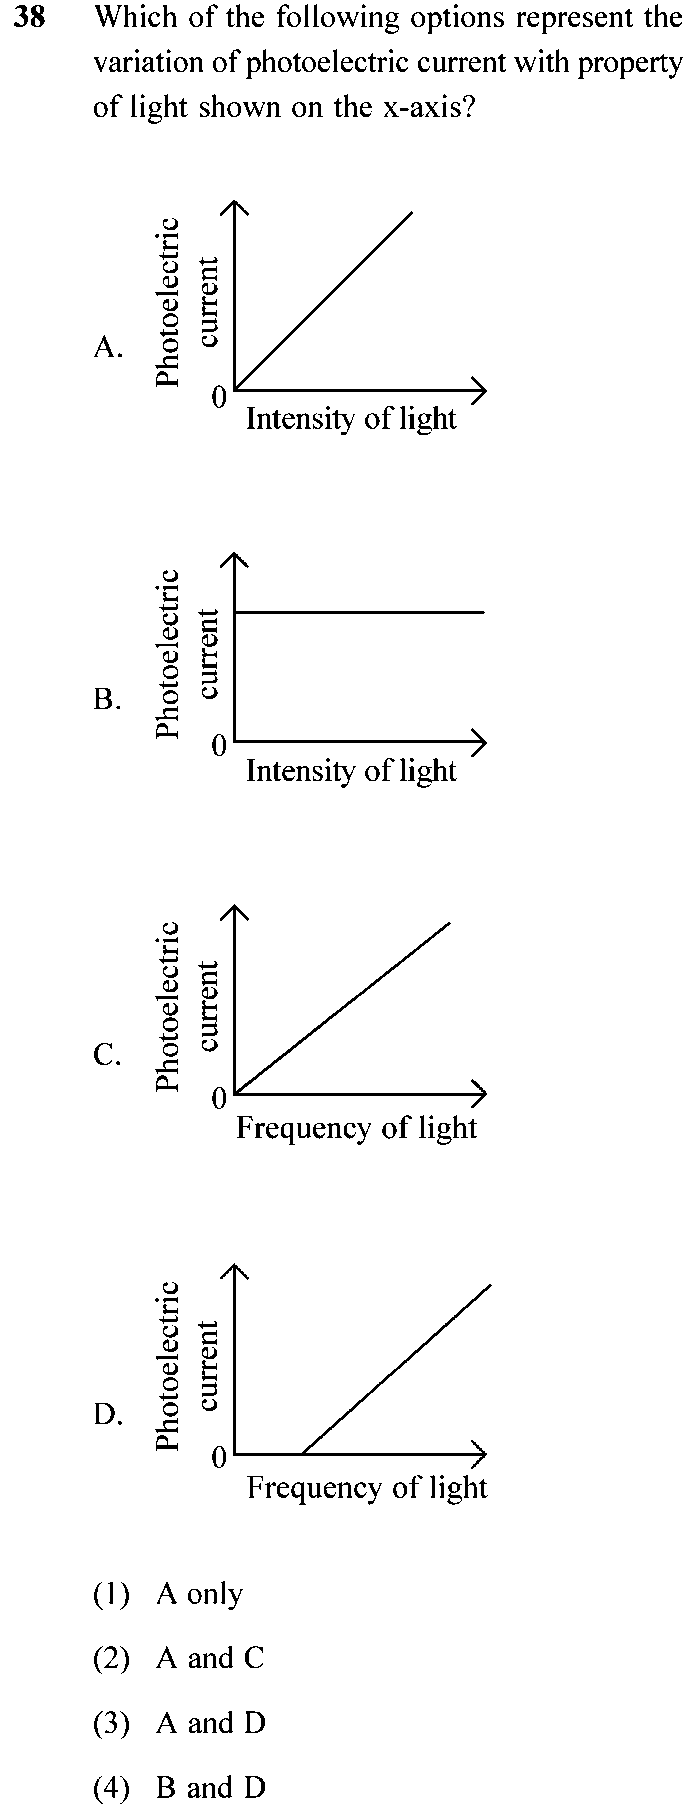 38 Which of the following options represent the
variation of photoelectric current with property
of light shown on the x-axis?
A.
Photoelectric
current
0
Intensity of light
B.
Photoelectric
current
0
Intensity of light
C.
Photoelectric
current
0
Frequency of light
D.
Photoelectric
current
0
Frequency of light
(1) A only
(2) A and C
(3) A and D
(4) B and D